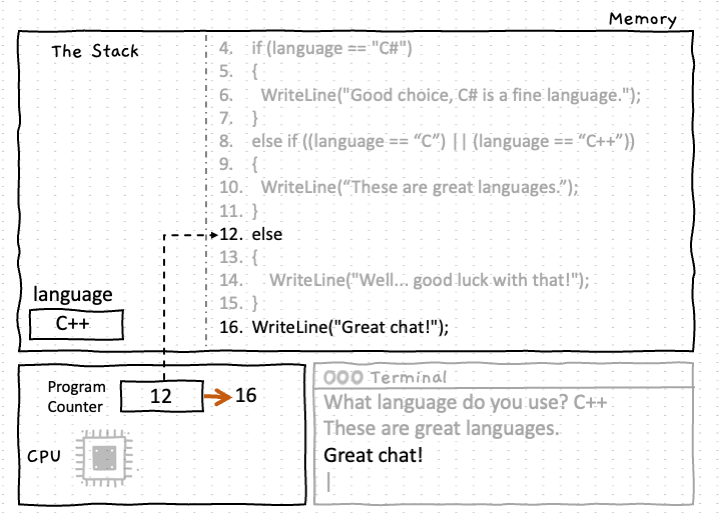 Memory
The Stack
4. if (language == "C#")
5. {
6. WriteLine("Good choice, C# is a fine language.");
7. }
8. else if ((language == “C”) || (language == “C++”))
9. {
10. WriteLine(“These are great languages.”);
11. }
12. else
13. {
14. WriteLine("Well... good luck with that!");
15. }
16. WriteLine("Great chat!");
language
C++
Program
Counter
12
16
CPU
Terminal
What language do you use? C++
These are great languages.
Great chat!